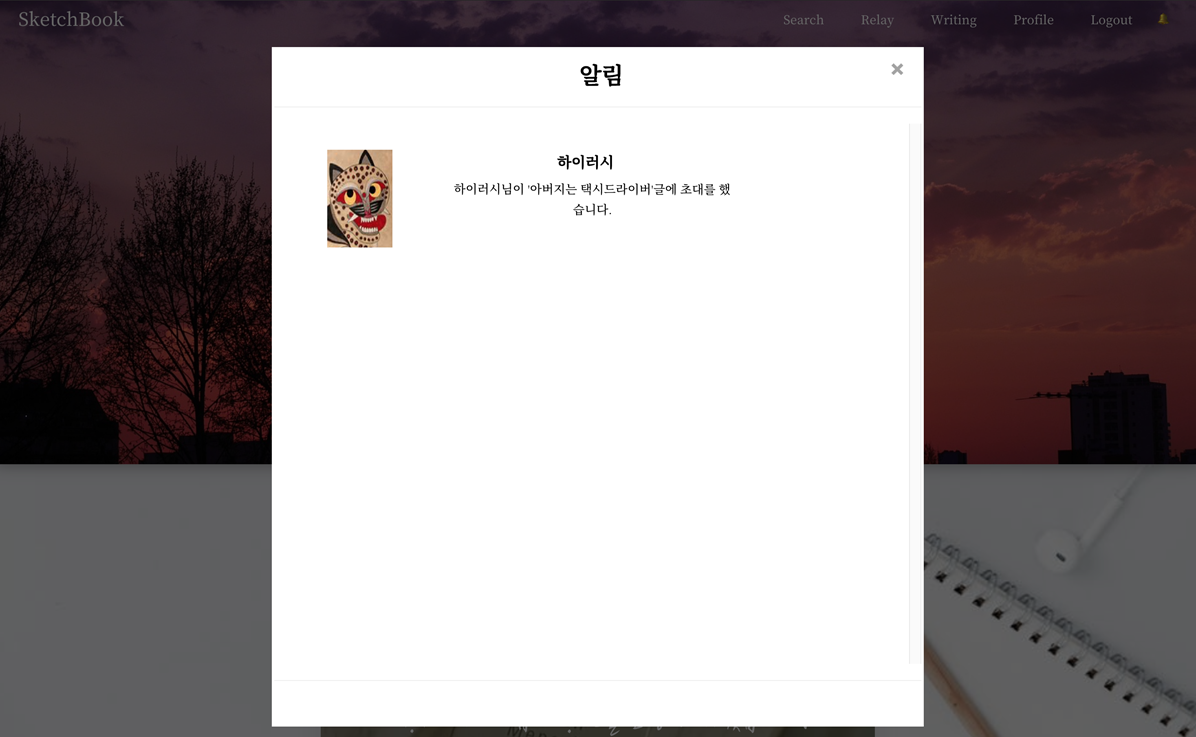 SketchBook
Search Relay Writing Profile Logout
알림
하이러시
하이러시님이 '아버지는 택시드라이버'글에 초대를 했
습니다.